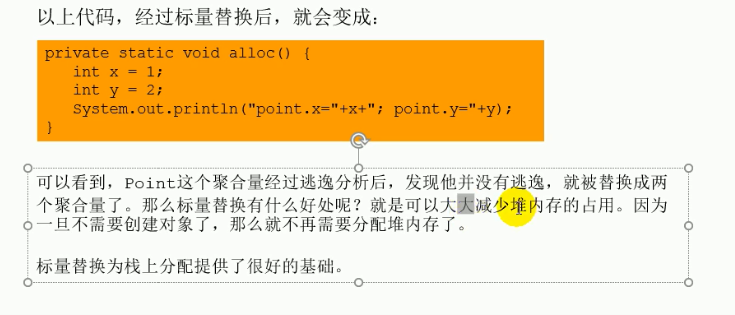 以上代码，经过标量替换后，就会变成：
private static void alloc() {
    int x = 1;
    int y = 2;
    System.out.println("point.x="+x+"; point.y="+y);
}
可以看到，Point这个聚合量经过逃逸分析后，发现他并没有逃逸，就被替换成两
个聚合量了。那么标量替换有什么好处呢？就是可以大大减少堆内存的占用。因为
一旦不需要创建对象了，那么就不再需要分配堆内存了。
标量替换为栈上分配提供了很好的基础。